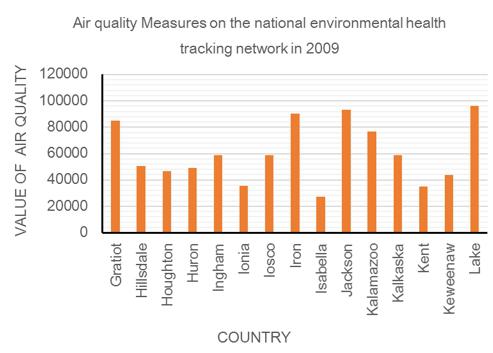 Air quality Measures on the national environmental health
tracking network in 2009
VALUE OF AIR QUALITY
120000
100000
80000
60000
40000
20000
0
Gratiot
Hillsdale
Houghton
Huron
Ingham
Ionia
Iosco
Iron
Isabella
Jackson
Kalamazoo
Kalkaska
Kent
Keweenaw
Lake
COUNTRY